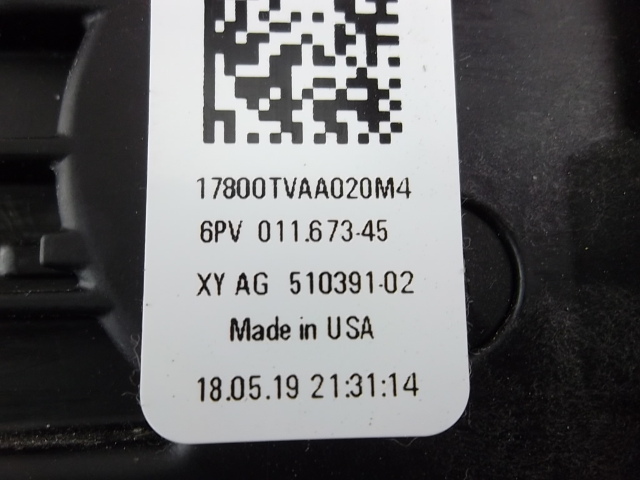 17800TVAA020M4
6PV 011.673-45
XY AG 510391-02
Made in USA
18.05.19 21:31:14